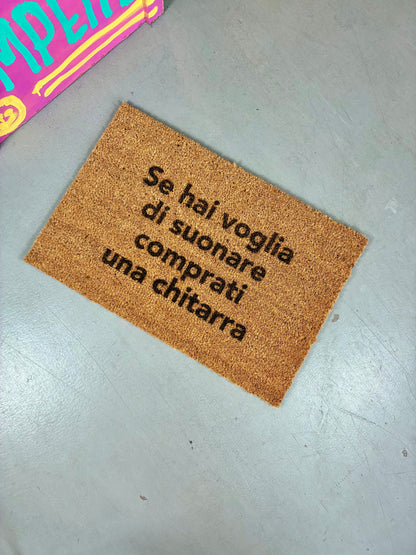 Se hai voglia
di suonare
comprati
una chitarra